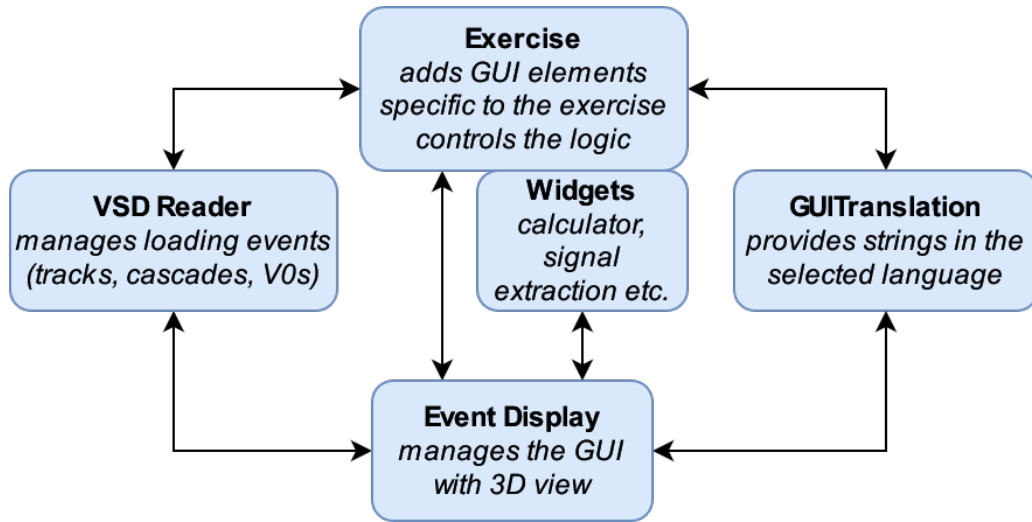 Exercise
adds GUI elements
specific to the exercise
controls the logic
VSD Reader
manages loading events
(tracks, cascades, V0s)
Widgets
calculator,
signal
extraction etc.
GUITranslation
provides strings in the
selected language
Event Display
manages the GUI
with 3D view